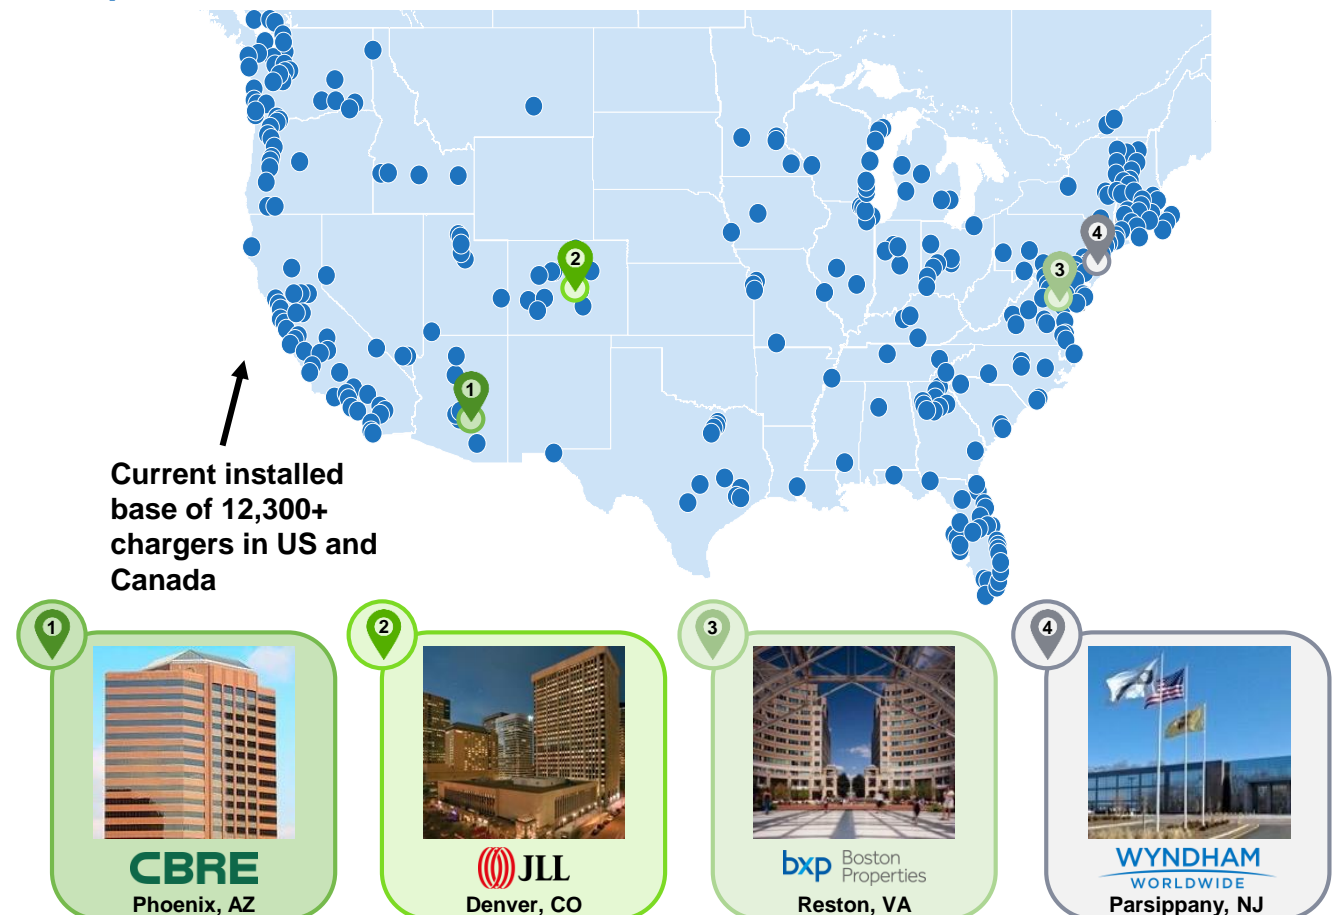 2
4
3
1
Current installed
base of 12,300+
chargers in US and
Canada
1
2
3
4
CBRE
Phoenix, AZ
JLL
Denver, CO
bxp Boston
Properties
Reston, VA
WYNDHAM
WORLDWIDE
Parsippany, NJ